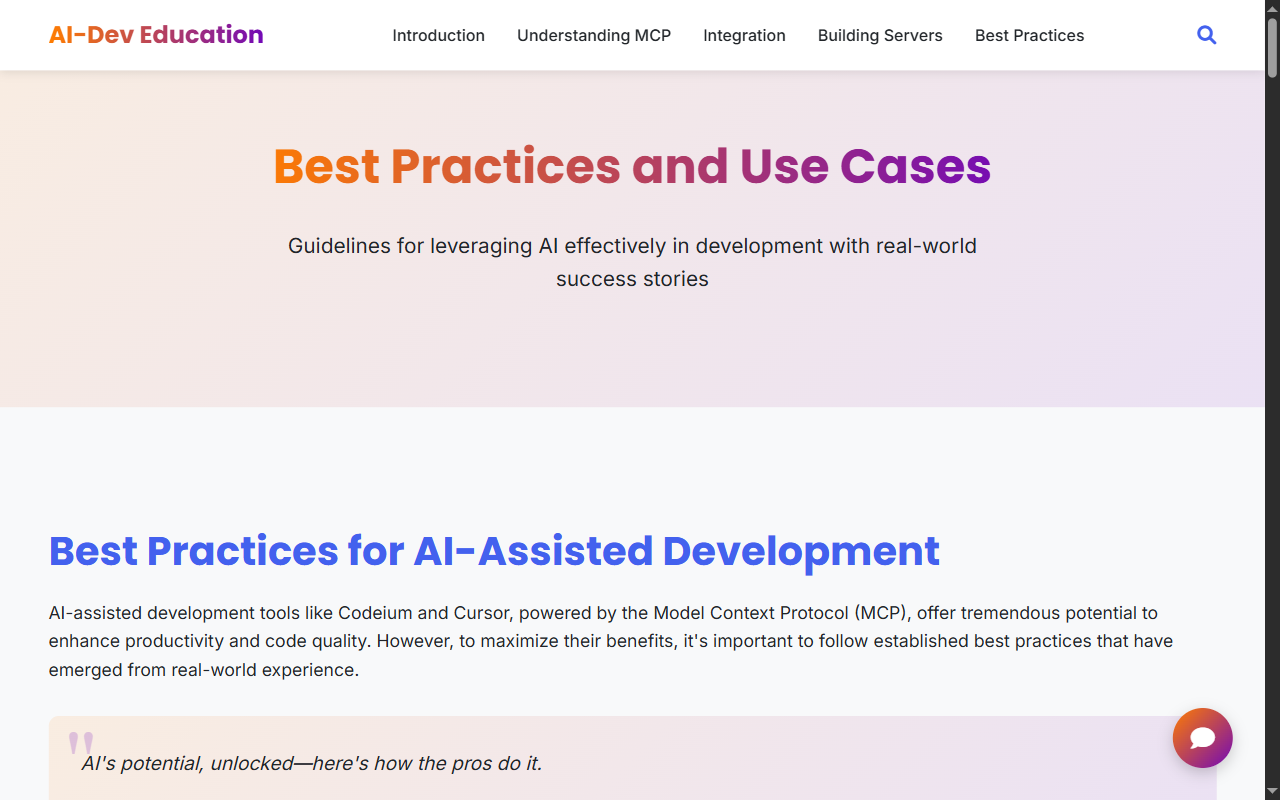 AI-Dev Education
Introduction
Understanding MCP
Integration
Building Servers
Best Practices
Best Practices and Use Cases
Guidelines for leveraging AI effectively in development with real-world
success stories
Best Practices for AI-Assisted Development
AI-assisted development tools like Codeium and Cursor, powered by the Model Context Protocol (MCP), offer tremendous potential to
enhance productivity and code quality. However, to maximize their benefits, it's important to follow established best practices that have
emerged from real-world experience.
"
AI's potential, unlocked—here's how the pros do it.